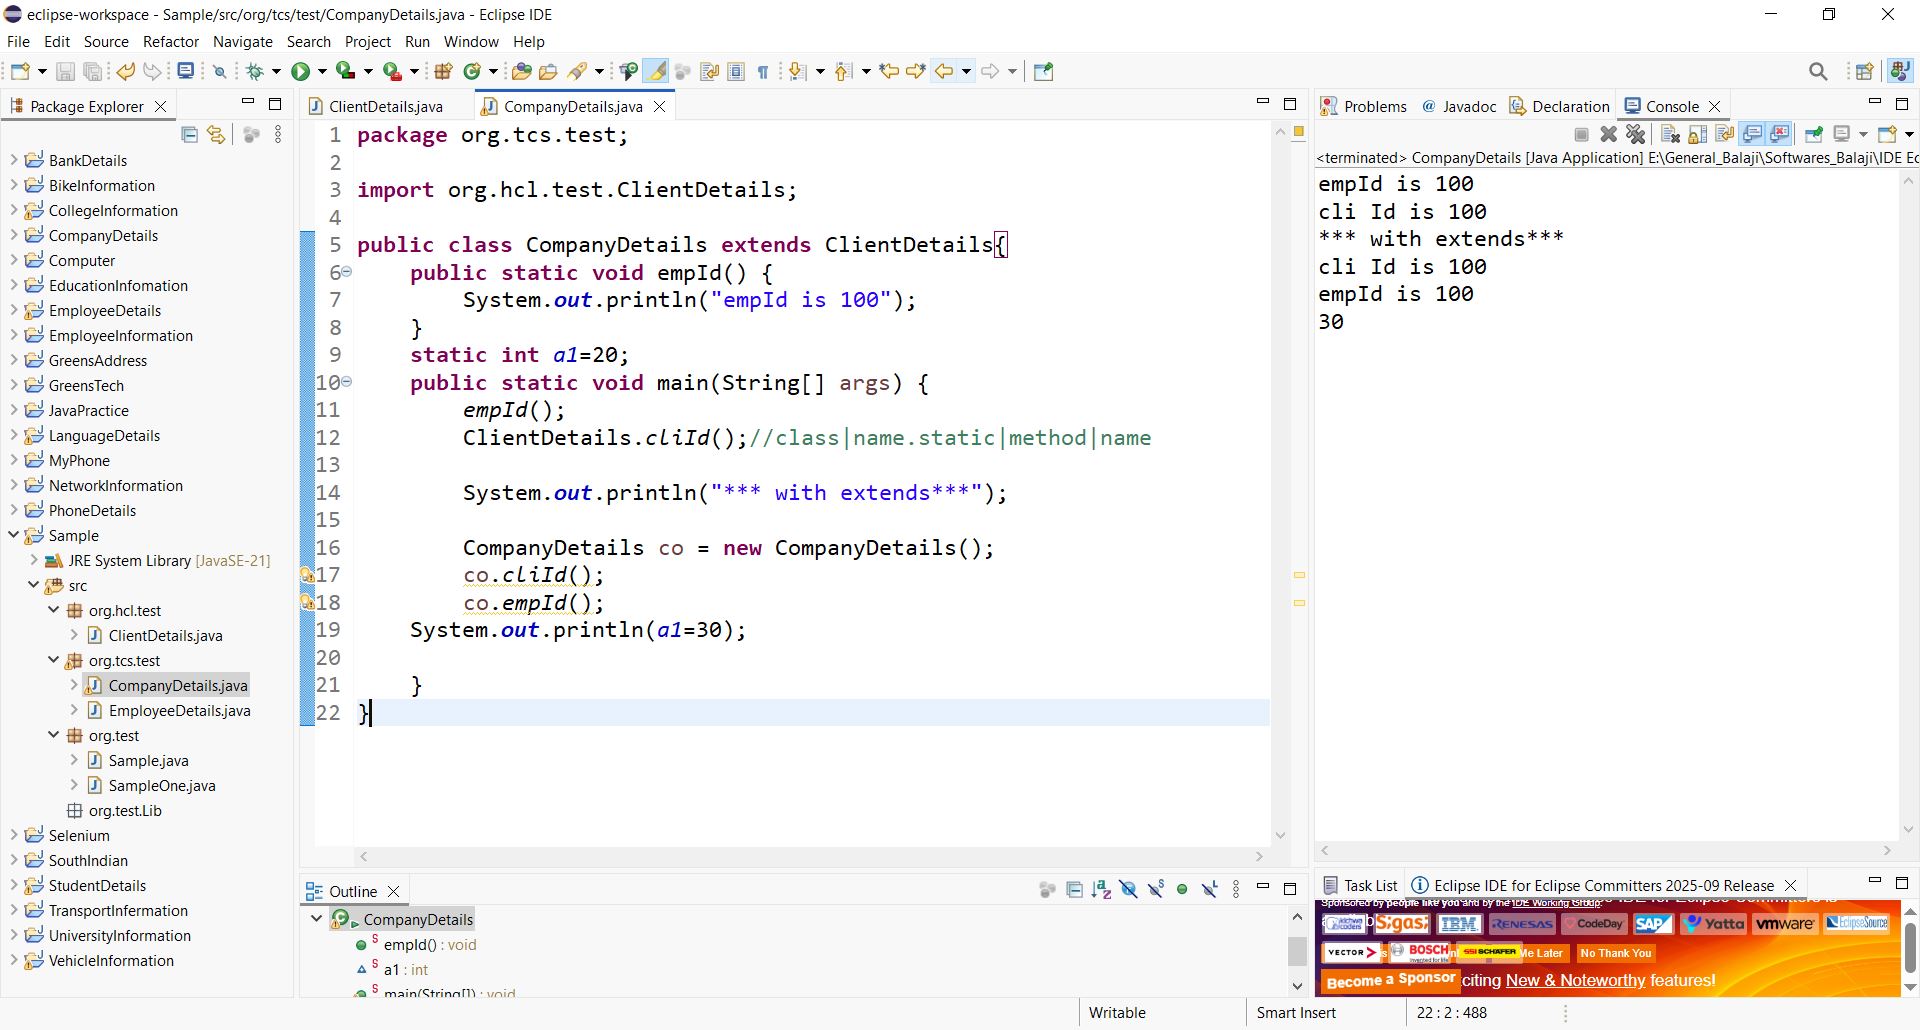 eclipse-workspace - Sample/src/org/tcs/test/CompanyDetails.java - Eclipse IDE
File Edit Source Refactor Navigate Search Project Run Window Help
Package Explorer
BankDetails
BikeInformation
CollegeInformation
CompanyDetails
Computer
EducationInfomation
EmployeeDetails
EmployeeInformation
GreensAddress
GreensTech
JavaPractice
LanguageDetails
MyPhone
NetworkInformation
PhoneDetails
Sample
JRE System Library [JavaSE-21]
src
org.hcl.test
ClientDetails.java
org.tcs.test
CompanyDetails.java
EmployeeDetails.java
org.test
Sample.java
SampleOne.java
org.test.Lib
Selenium
SouthIndian
StudentDetails
TransportInfermation
UniversityInformation
VehicleInformation
ClientDetails.java CompanyDetails.java
1 package org.tcs.test;
2
3 import org.hcl.test.ClientDetails;
4
5 public class CompanyDetails extends ClientDetails{
6 public static void empId() {
7 System.out.println("empId is 100");
8 }
9 static int a1=20;
10 public static void main(String[] args) {
11 empId();
12 ClientDetails.cliId();//class|name.static|method|name
13
14 System.out.println("*** with extends***");
15
16 CompanyDetails co = new CompanyDetails();
17 co.cliId();
18 co.empId();
19 System.out.println(a1=30);
20
21 }
22 }
Outline
CompanyDetails
empId() : void
a1 : int
main(String[]) : void
Problems @ Javadoc Declaration Console
<terminated> CompanyDetails [Java Application] E:\General_Balaji\Softwares_Balaji\IDE Ec
empId is 100
cli Id is 100
*** with extends***
cli Id is 100
empId is 100
30
Task List Eclipse IDE for Eclipse Committers 2025-09 Release
Sponsored by people like you and by the IDE Working Group.
Sigasi IBM RENESAS CodeDay SAP Yatta vmware EclipseSource
VECTOR BOSCH SSI SCHAFER Me Later No Thank You
Become a Sponsor citing New & Noteworthy features!
Writable Smart Insert 22 : 2 : 488